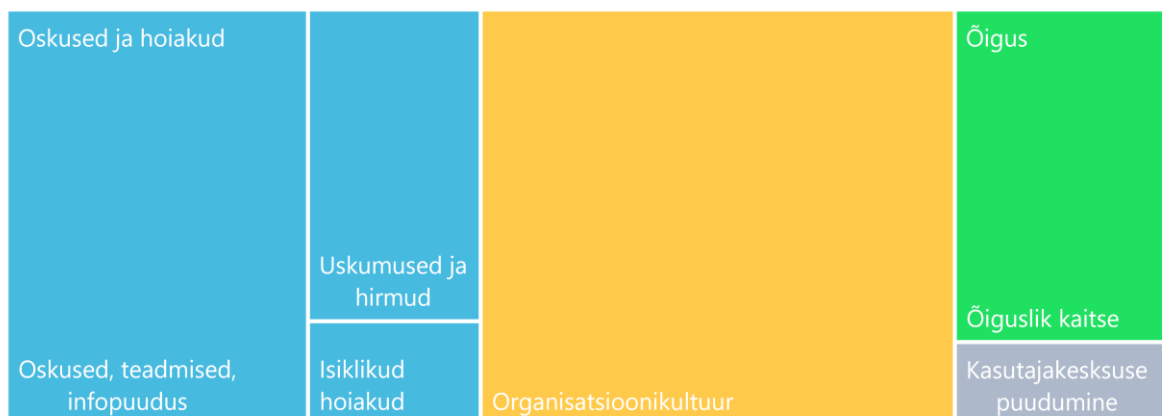 Oskused ja hoiakud
Oskused, teadmised,
infopuudus
Uskumused ja
hirmud
Isiklikud
hoiakud
Organisatsioonikultuur
Õigus
Õiguslik kaitse
Kasutajakesksuse
puudumine